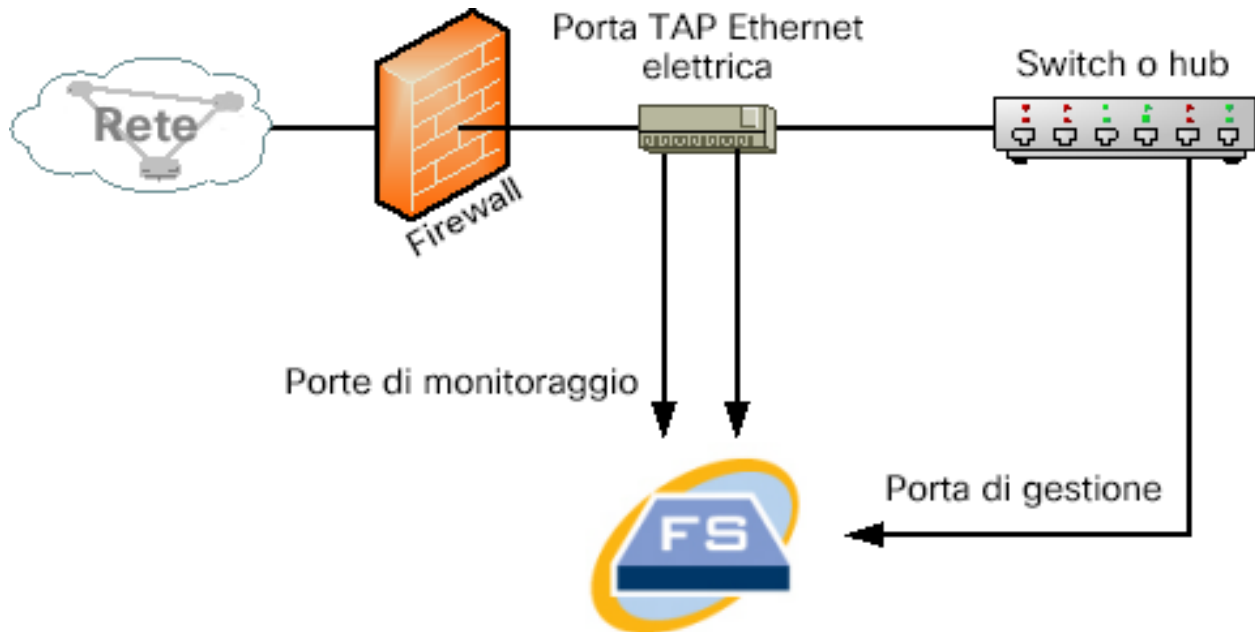 Porta TAP Ethernet
elettrica
Switch o hub
Rete
Firewall
Porte di monitoraggio
Porta di gestione
FS